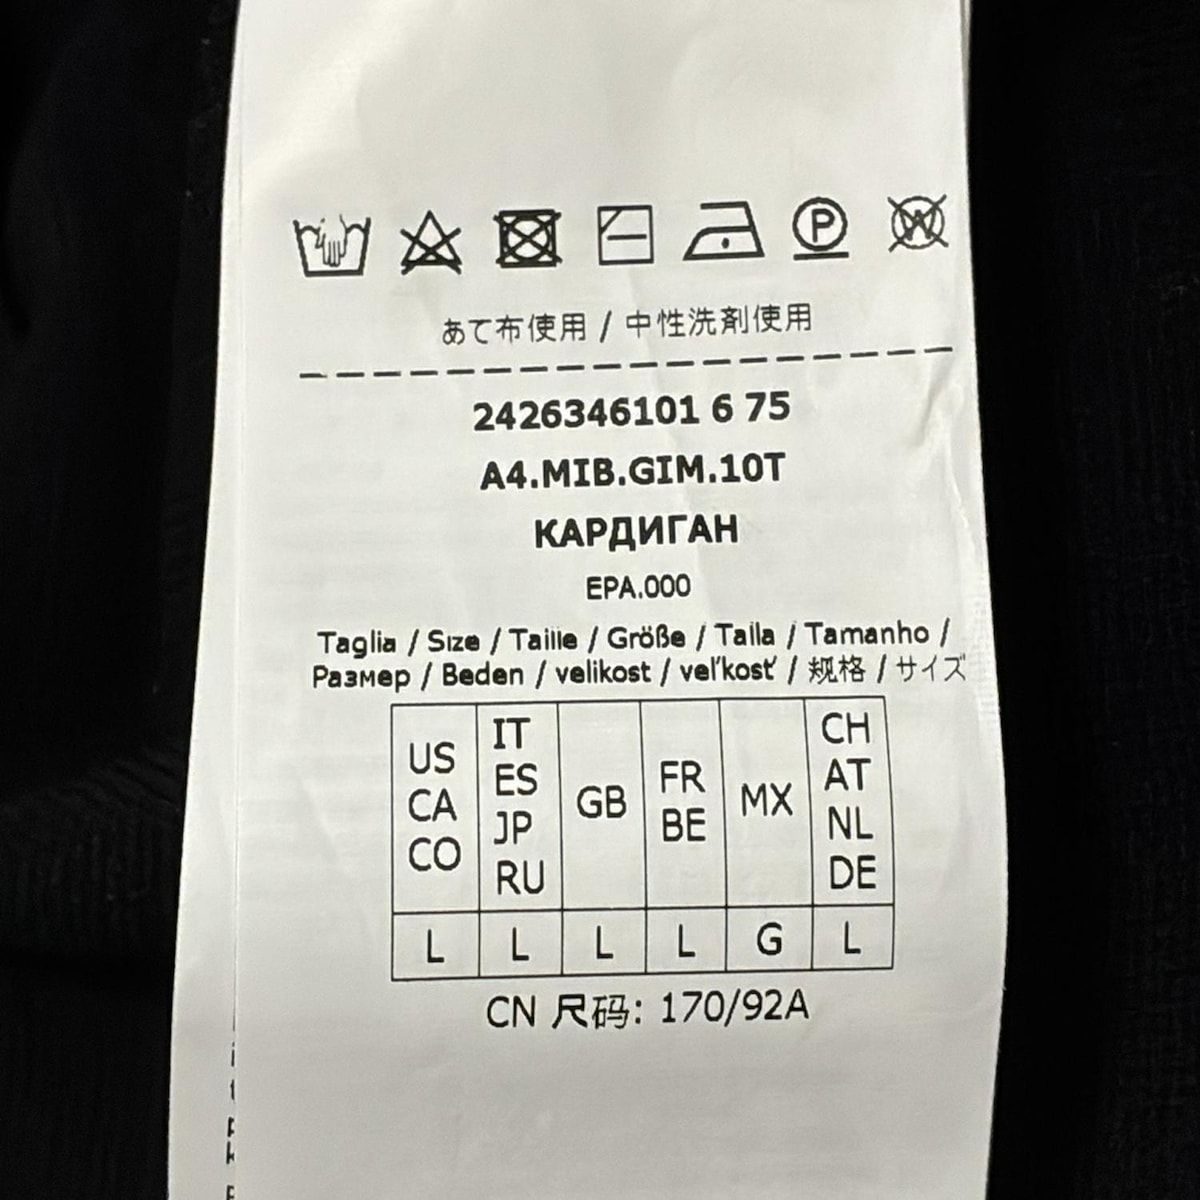 P
W
あて布使用 / 中性洗剤使用
2426346101 6 75
A4.MIB.GIM.10T
КАРДИГАН
EPA.000
Taglia / Size / Taille / Größe / Talla / Tamanho /
Размер / Beden / velikost / veľkosť / 规格 / サイズ
US CA CO
IT ES JP RU
GB
FR BE
MX
CH AT NL DE
L L L L G L
CN 尺码: 170/92A